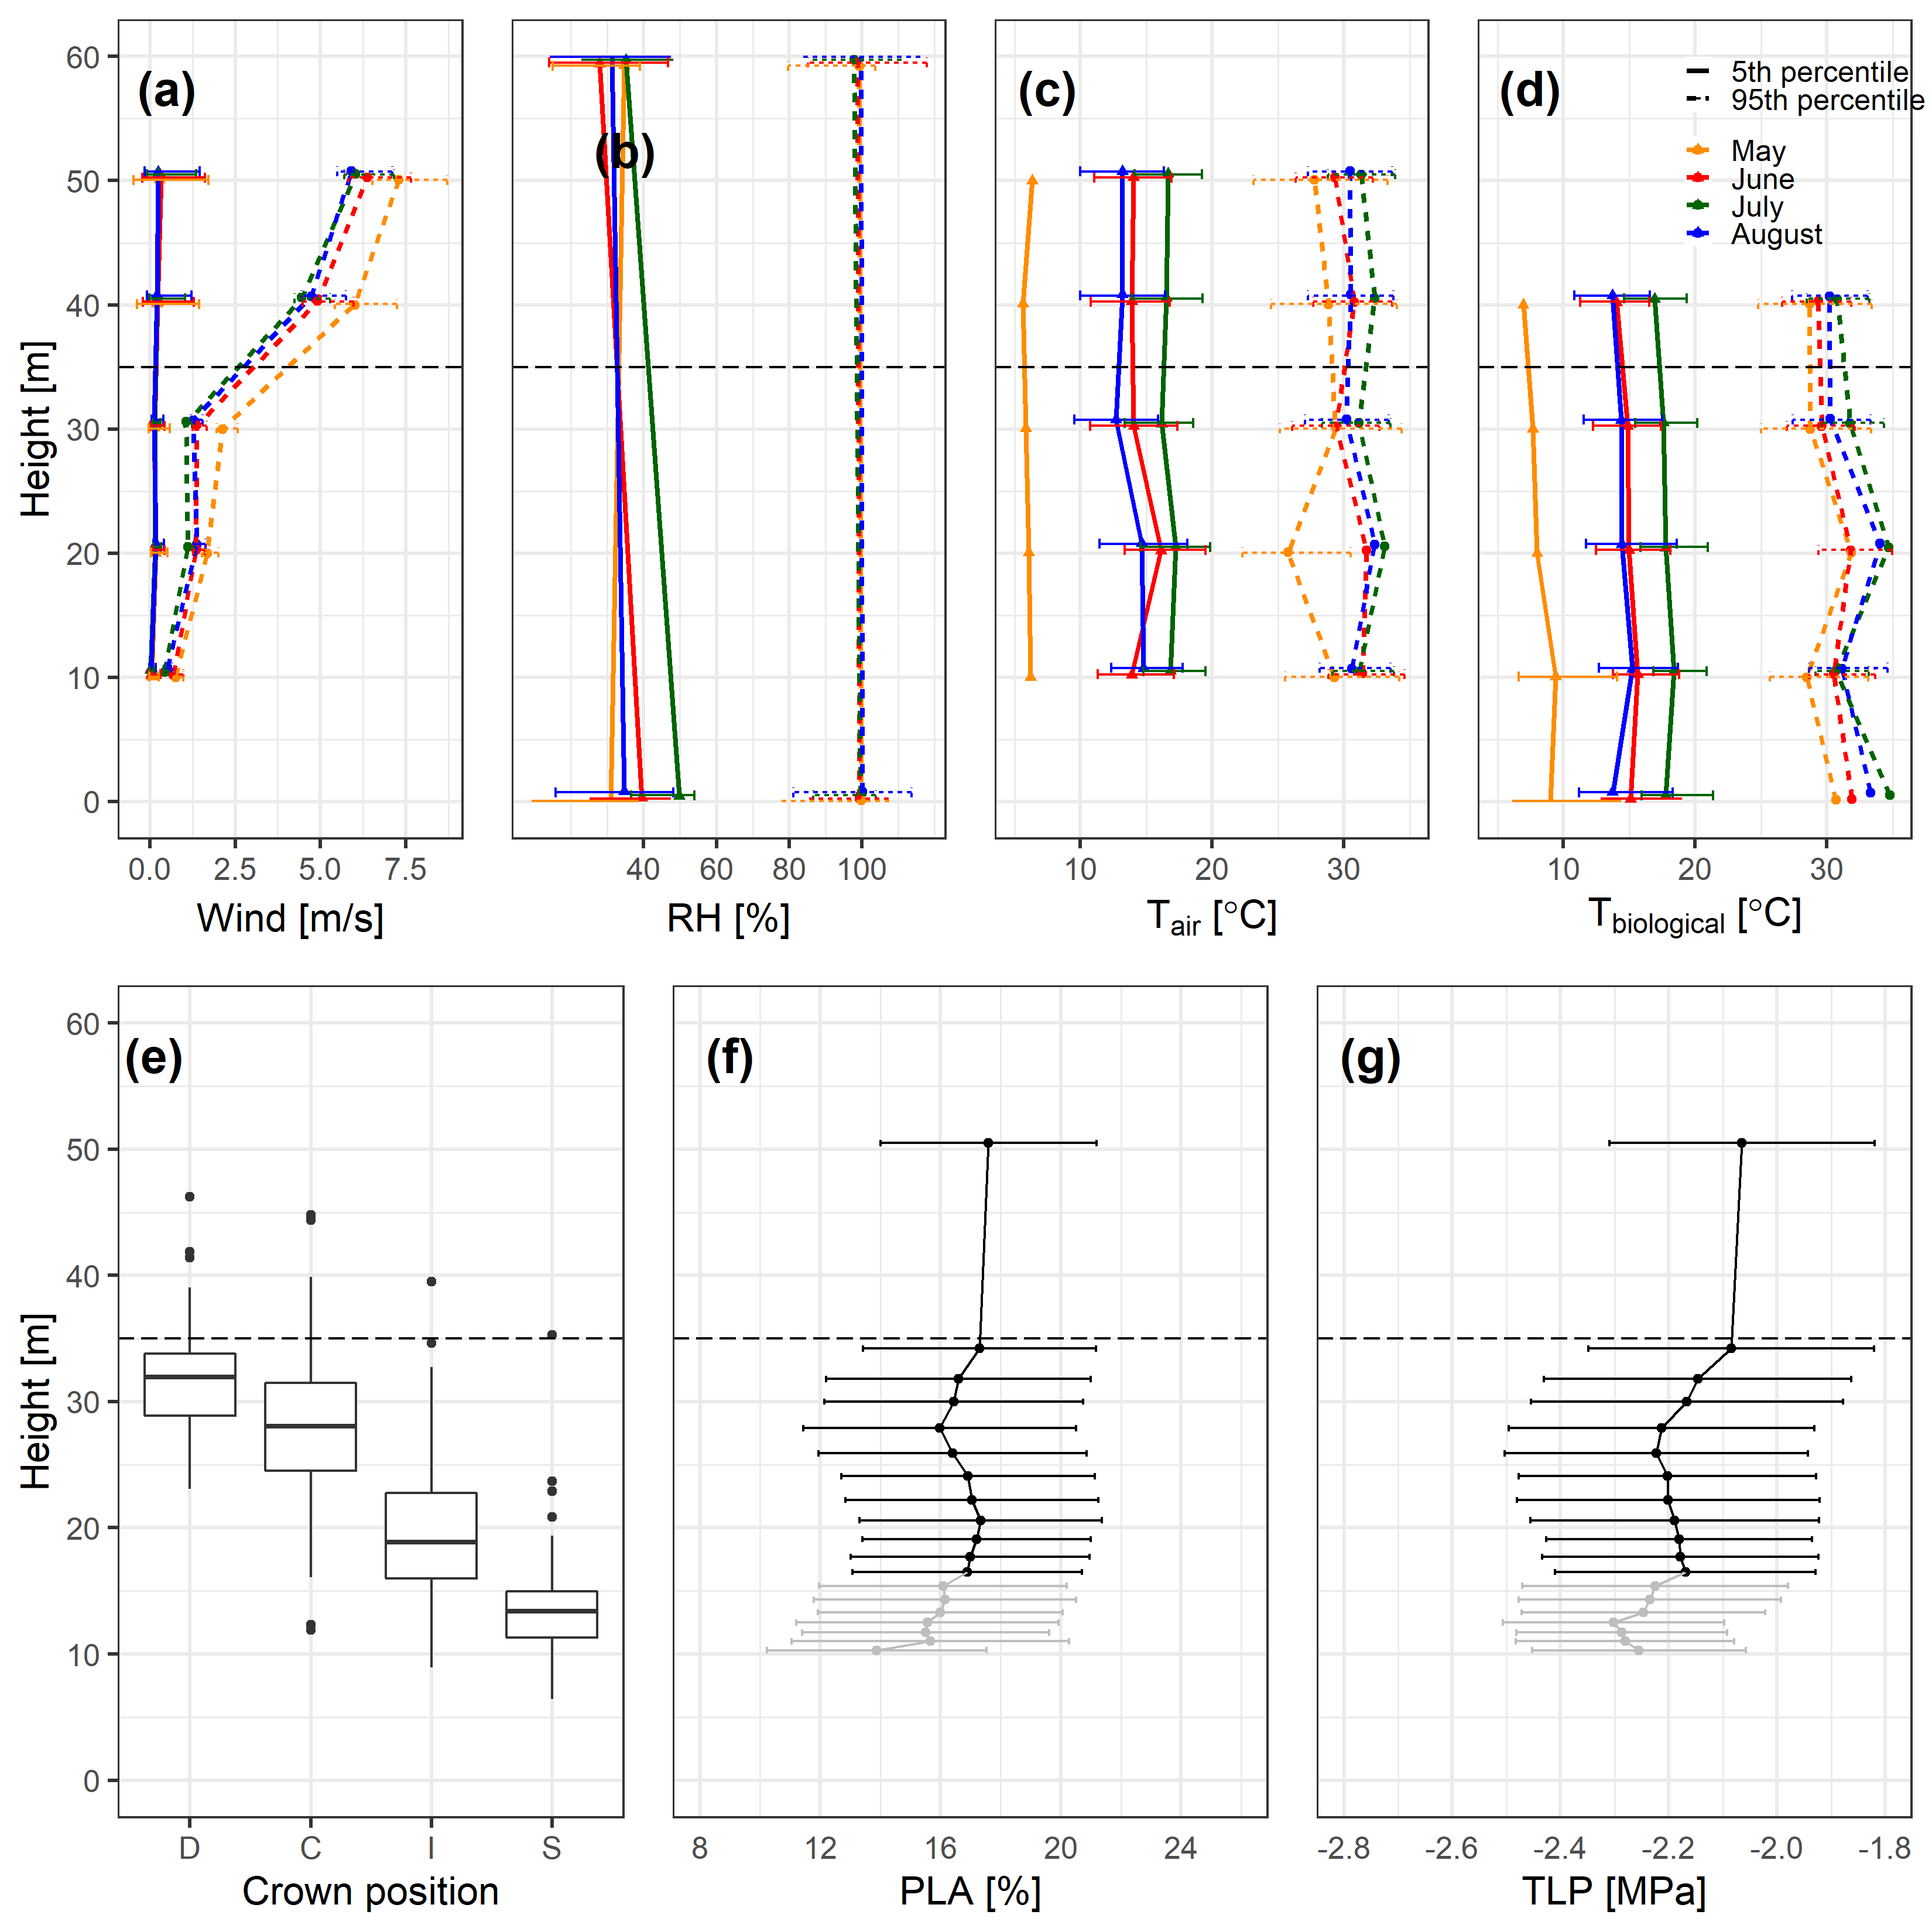 (a)
(b)
(c)
(d)
5th percentile
95th percentile
May
June
July
August
Height [m]
60
50
40
30
20
10
0
0.0 2.5 5.0 7.5
40 60 80 100
10 20 30
10 20 30
Wind [m/s]
RH [%]
Tair [°C]
Tbiological [°C]
(e)
(f)
(g)
Height [m]
60
50
40
30
20
10
0
D C I S
8 12 16 20 24
-2.8 -2.6 -2.4 -2.2 -2.0 -1.8
Crown position
PLA [%]
TLP [MPa]